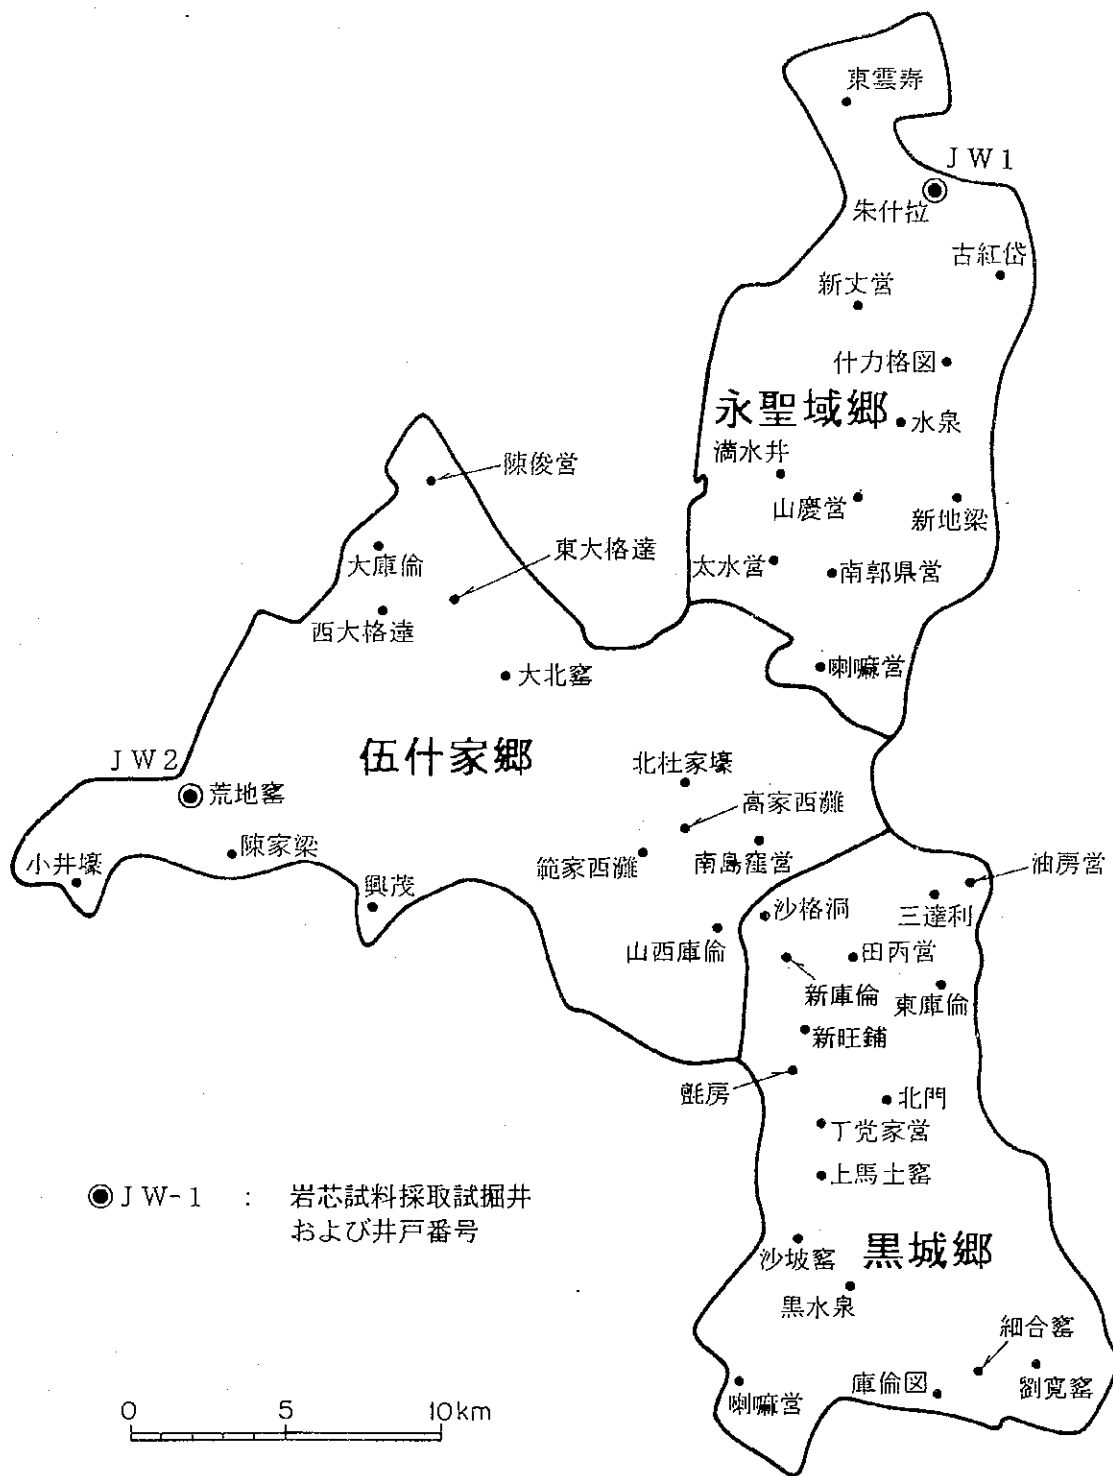 東雲寿
JW1
朱什拉
古紅岱
新丈営
什力格図
永聖域郷
水泉
満水井
山慶営
新地梁
太水営
南郭県営
喇嘛営
陳俊営
大庫倫
東大格達
西大格達
大北窰
伍什家郷
JW2
荒地窰
北杜家壕
高家西灘
小井壕
陳家梁
範家西灘
南島窪営
興茂
山西庫倫
油房営
三達利
沙格洞
田丙営
新庫倫
東庫倫
新旺鋪
氈房
北門
丁党家営
上馬土窰
沙坡窰
黒城郷
黒水泉
細合窰
喇嘛営
庫倫図
劉寛窰
JW-1 : 岩芯試料採取試掘井
および井戸番号
0 5 10km